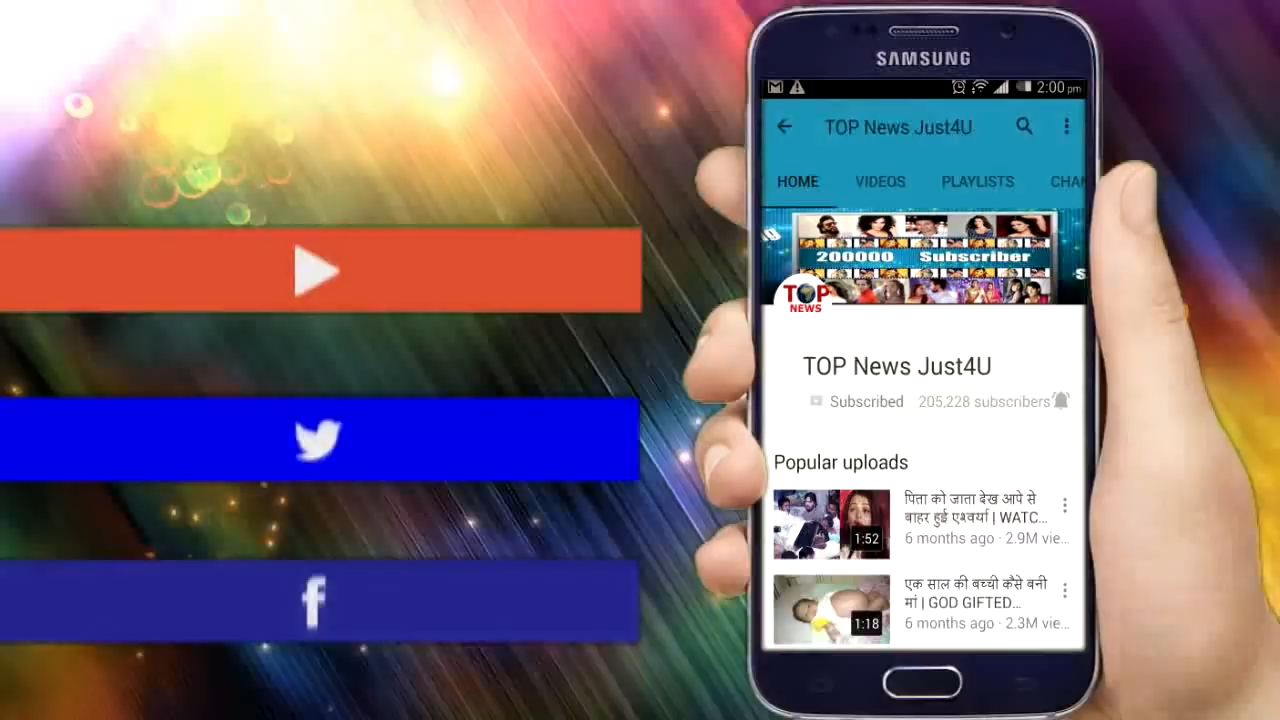 SAMSUNG
2:00 pm
TOP News Just4U
HOME VIDEOS PLAYLISTS CHAN
200000 Subscriber
TOP
NEWS
TOP News Just4U
Subscribed 205,228 subscribers
Popular uploads
पिता को जाता देख आपे से
बाहर हुई एश्वर्या | WATC...
6 months ago · 2.9M vie...
1:52
एक साल की बच्ची कैसे बनी
मां | GOD GIFTED...
6 months ago · 2.3M vie...
1:18